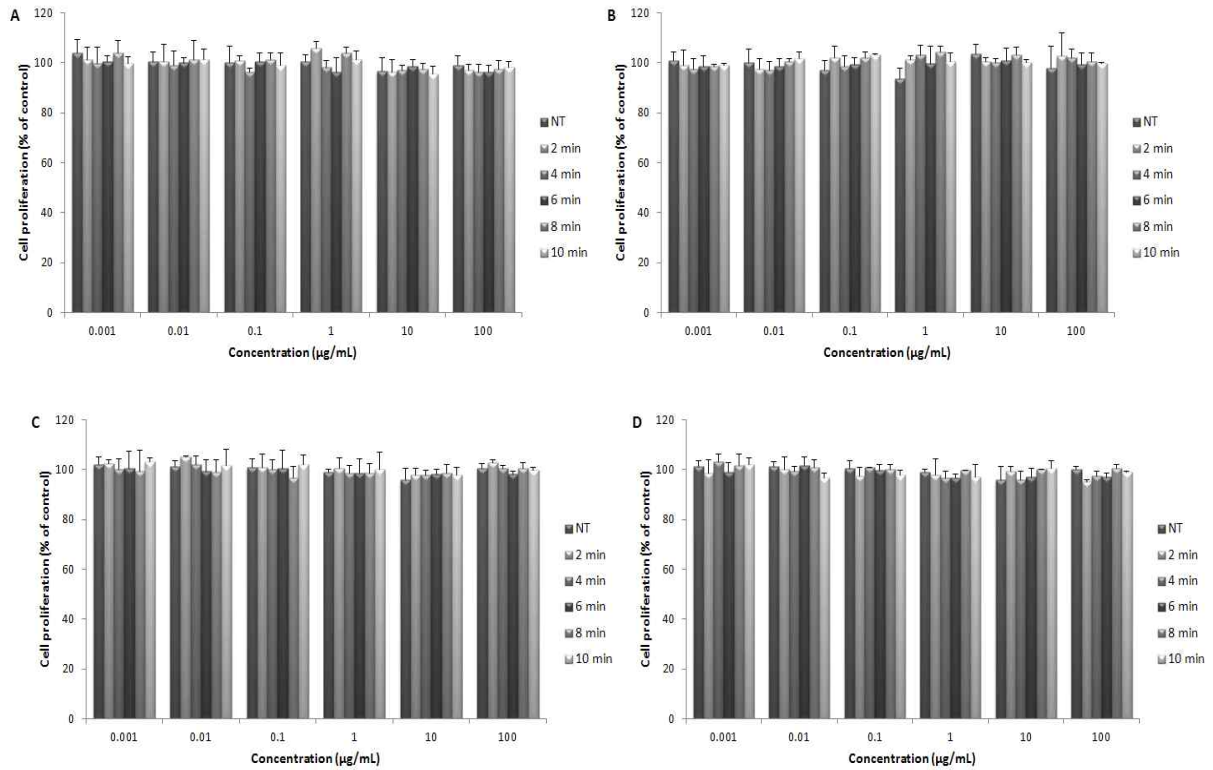 A
120
100
80
60
40
20
0
Cell proliferation (% of control)
0.001 0.01 0.1 1 10 100
Concentration (µg/mL)
NT
2 min
4 min
6 min
8 min
10 min
B
120
100
80
60
40
20
0
Cell proliferation (% of control)
0.001 0.01 0.1 1 10 100
Concentration (µg/mL)
NT
2 min
4 min
6 min
8 min
10 min
C
120
100
80
60
40
20
0
Cell proliferation (% of control)
0.001 0.01 0.1 1 10 100
Concentration (µg/mL)
NT
2 min
4 min
6 min
8 min
10 min
D
120
100
80
60
40
20
0
Cell proliferation (% of control)
0.001 0.01 0.1 1 10 100
Concentration (µg/mL)
NT
2 min
4 min
6 min
8 min
10 min